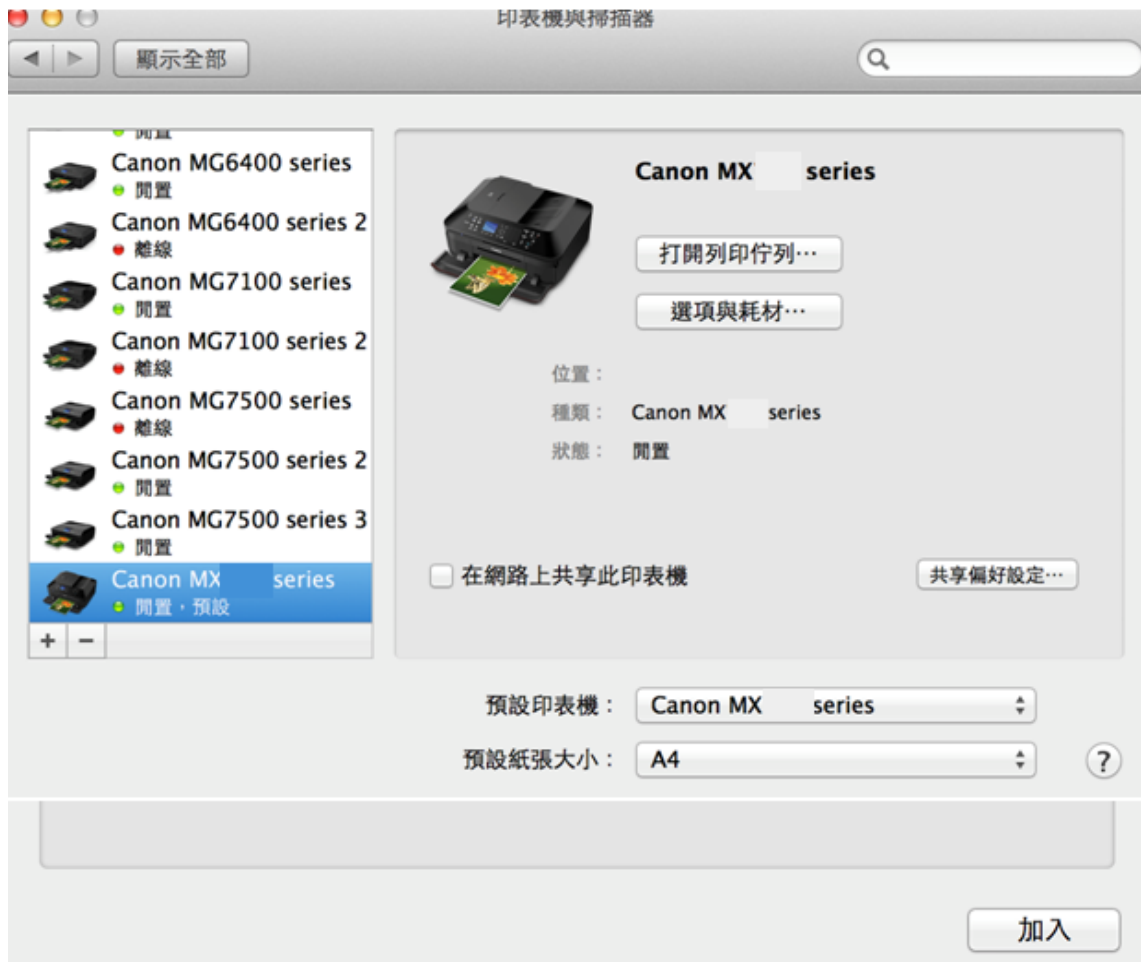 印表機與掃描器
顯示全部
閒置
Canon MG6400 series
閒置
Canon MG6400 series 2
離線
Canon MG7100 series
閒置
Canon MG7100 series 2
離線
Canon MG7500 series
離線
Canon MG7500 series 2
閒置
Canon MG7500 series 3
閒置
Canon MX series
閒置，預設
+ −
Canon MX series
打開列印佇列⋯
選項與耗材⋯
位置：
種類： Canon MX series
狀態： 閒置
在網路上共享此印表機
共享偏好設定⋯
預設印表機： Canon MX series
預設紙張大小： A4
?
加入